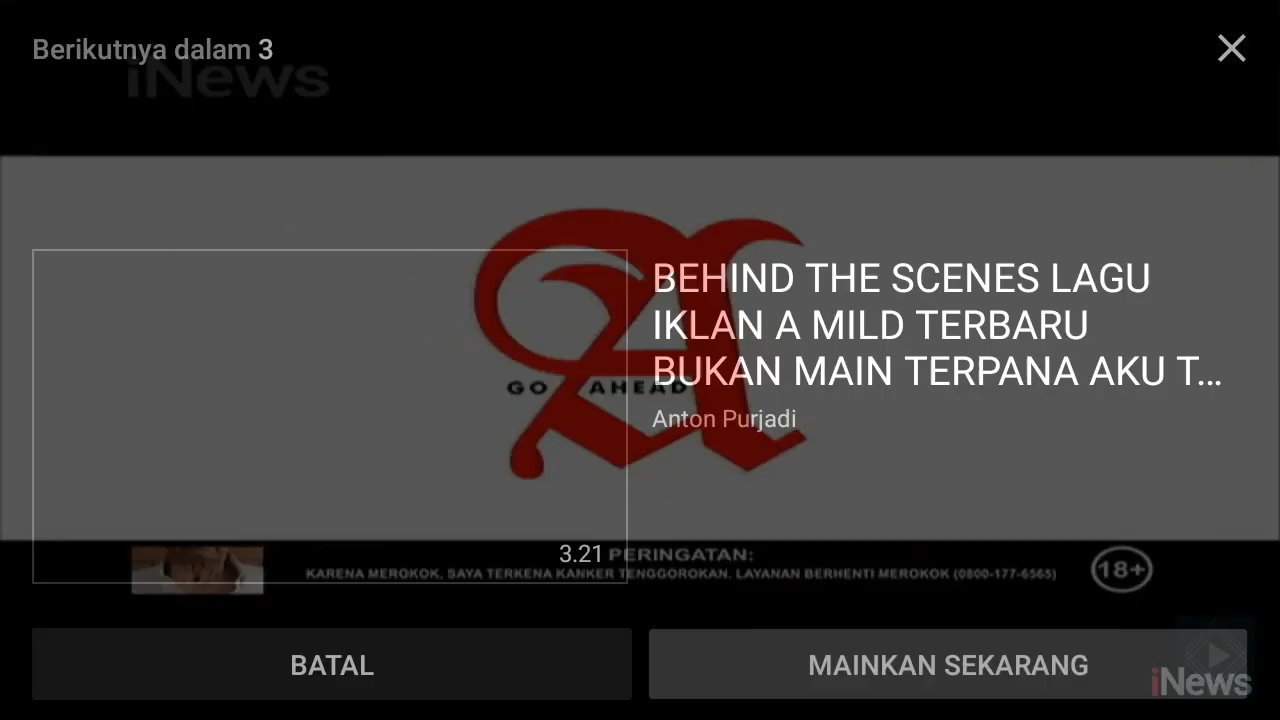 Berikutnya dalam 3
iNews
BEHIND THE SCENES LAGU
IKLAN A MILD TERBARU
BUKAN MAIN TERPANA AKU T...
Anton Purjadi
GO AHEAD
3.21
PERINGATAN:
KARENA MEROKOK, SAYA TERKENA KANKER TENGGOROKAN. LAYANAN BERHENTI MEROKOK (0800-177-6565)
18+
BATAL
MAINKAN SEKARANG
iNews